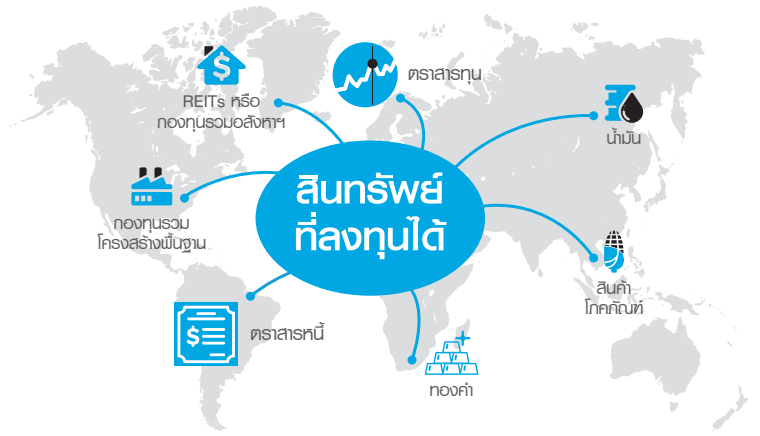 ตราสารทุน
$
REITs หรือ
กองทุนรวมอสังหาฯ
น้ำมัน
สินทรัพย์
ที่ลงทุนได้
กองทุนรวม
โครงสร้างพื้นฐาน
สินค้า
โภคภัณฑ์
$
ตราสารหนี้
ทองคำ